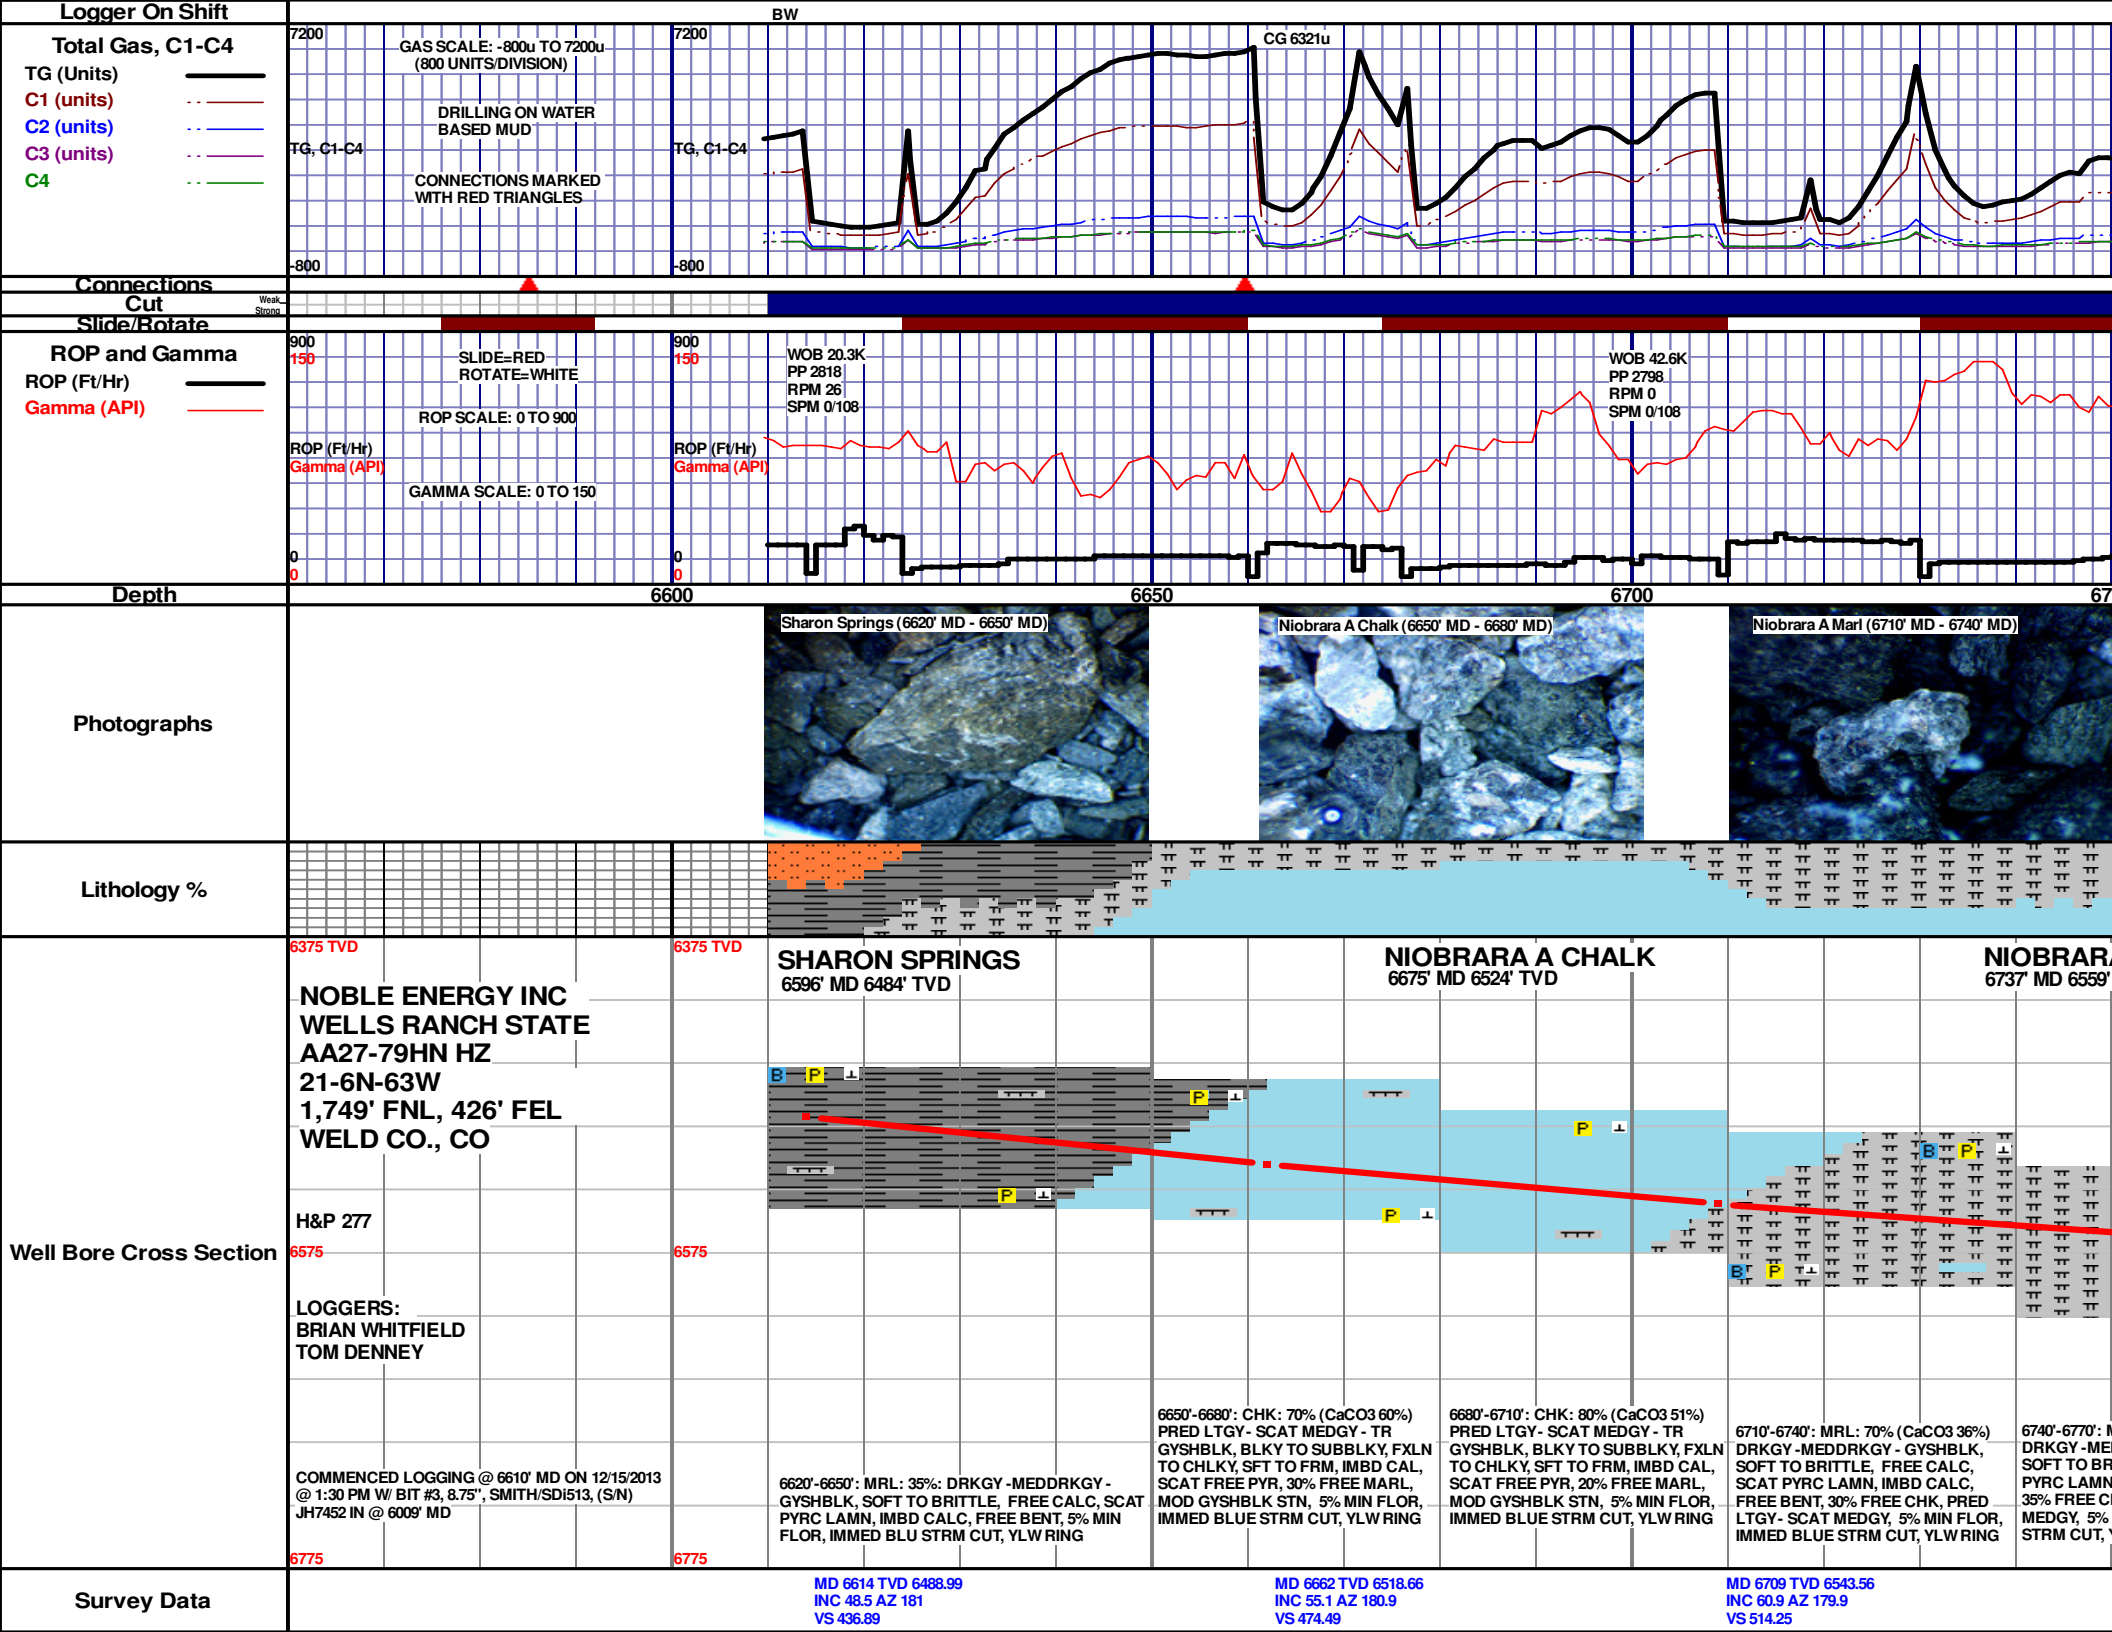 Logger On Shift
BW
Total Gas, C1-C4
TG (Units)
C1 (units)
C2 (units)
C3 (units)
C4
7200
GAS SCALE: -800u TO 7200u
(800 UNITS/DIVISION)
DRILLING ON WATER
BASED MUD
TG, C1-C4
CONNECTIONS MARKED
WITH RED TRIANGLES
-800
7200
TG, C1-C4
-800
CG 6321u
Connections
Cut
Weak
Strong
Slide/Rotate
ROP and Gamma
ROP (Ft/Hr)
Gamma (API)
900
150
SLIDE=RED
ROTATE=WHITE
ROP SCALE: 0 TO 900
ROP (Ft/Hr)
Gamma (API)
GAMMA SCALE: 0 TO 150
0
0
900
150
ROP (Ft/Hr)
Gamma (API)
0
0
WOB 20.3K
PP 2818
RPM 26
SPM 0/108
WOB 42.6K
PP 2798
RPM 0
SPM 0/108
Depth
6600
6650
6700
67
Photographs
Sharon Springs (6620' MD - 6650' MD)
Niobrara A Chalk (6650' MD - 6680' MD)
Niobrara A Marl (6710' MD - 6740' MD)
Lithology %
Well Bore Cross Section
6375 TVD
NOBLE ENERGY INC
WELLS RANCH STATE
AA27-79HN HZ
21-6N-63W
1,749' FNL, 426' FEL
WELD CO., CO
H&P 277
6575
LOGGERS:
BRIAN WHITFIELD
TOM DENNEY
COMMENCED LOGGING @ 6610' MD ON 12/15/2013
@ 1:30 PM W/ BIT #3, 8.75", SMITH/SDi513, (S/N)
JH7452 IN @ 6009' MD
6775
6375 TVD
6575
6775
SHARON SPRINGS
6596' MD 6484' TVD
NIOBRARA A CHALK
6675' MD 6524' TVD
NIOBRARA
6737' MD 6559'
B P
P
P
P
P
B P
B P
6620'-6650': MRL: 35%: DRKGY -MEDDRKGY -
GYSHBLK, SOFT TO BRITTLE, FREE CALC, SCAT
PYRC LAMN, IMBD CALC, FREE BENT, 5% MIN
FLOR, IMMED BLU STRM CUT, YLW RING
6650'-6680': CHK: 70% (CaCO3 60%)
PRED LTGY- SCAT MEDGY - TR
GYSHBLK, BLKY TO SUBBLKY, FXLN
TO CHLKY, SFT TO FRM, IMBD CAL,
SCAT FREE PYR, 30% FREE MARL,
MOD GYSHBLK STN, 5% MIN FLOR,
IMMED BLUE STRM CUT, YLW RING
6680'-6710': CHK: 80% (CaCO3 51%)
PRED LTGY- SCAT MEDGY - TR
GYSHBLK, BLKY TO SUBBLKY, FXLN
TO CHLKY, SFT TO FRM, IMBD CAL,
SCAT FREE PYR, 20% FREE MARL,
MOD GYSHBLK STN, 5% MIN FLOR,
IMMED BLUE STRM CUT, YLW RING
6710'-6740': MRL: 70% (CaCO3 36%)
DRKGY -MEDDRKGY - GYSHBLK,
SOFT TO BRITTLE, FREE CALC,
SCAT PYRC LAMN, IMBD CALC,
FREE BENT, 30% FREE CHK, PRED
LTGY- SCAT MEDGY, 5% MIN FLOR,
IMMED BLUE STRM CUT, YLW RING
6740'-6770': M
DRKGY -ME
SOFT TO BR
PYRC LAMN
35% FREE C
MEDGY, 5%
STRM CUT,
Survey Data
MD 6614 TVD 6488.99
INC 48.5 AZ 181
VS 436.89
MD 6662 TVD 6518.66
INC 55.1 AZ 180.9
VS 474.49
MD 6709 TVD 6543.56
INC 60.9 AZ 179.9
VS 514.25